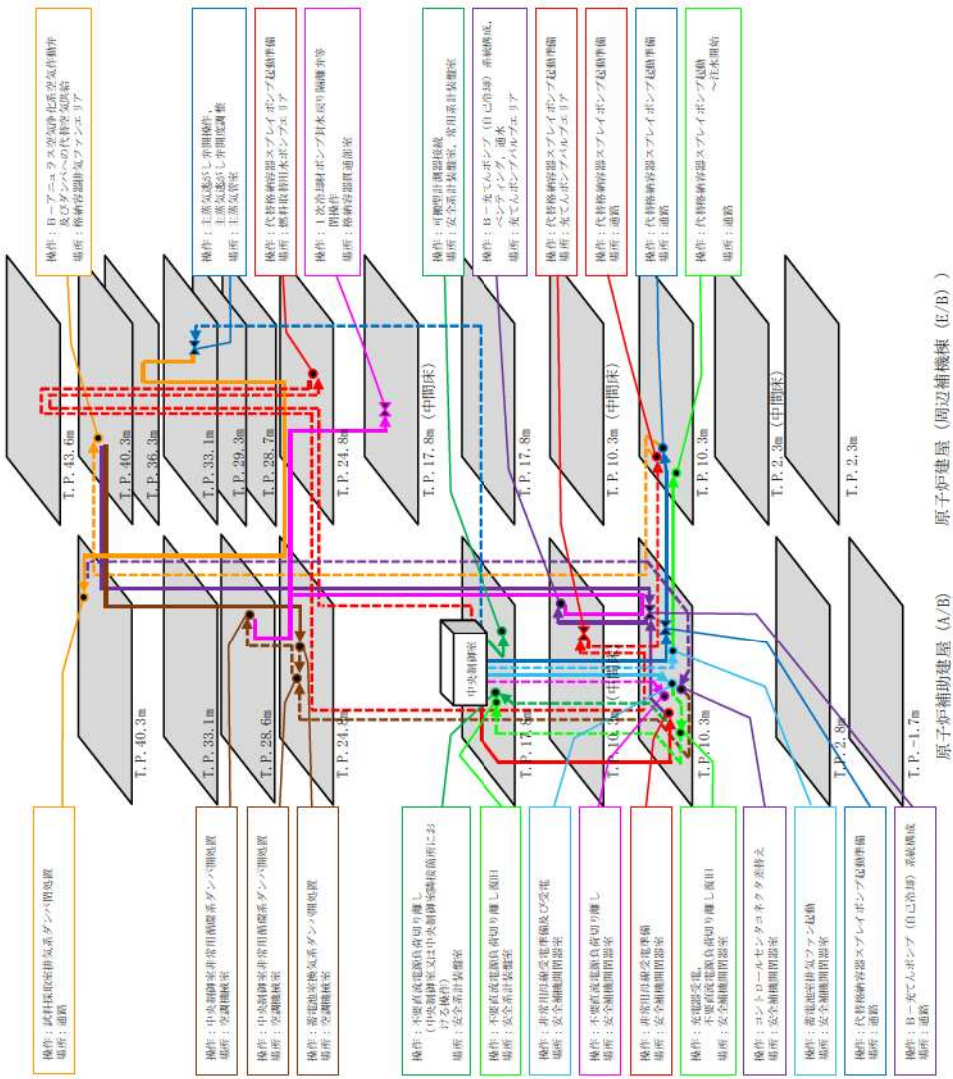 操作：B－アニュラス空気浄化系空気作動弁
及びダンパへの代替空気供給
場所：格納容器排気ファンエリア
操作：主蒸気逃がし弁開操作，
主蒸気逃がし弁開度調整
場所：主蒸気管室
操作：代替格納容器スプレイポンプ起動準備
場所：燃料取替用水ポンプエリア
操作：1次冷却材ポンプ封水戻り隔離弁等
閉操作
場所：格納容器貫通部室
操作：可搬型計測器接続
場所：安全系計装盤室，常用系計装盤室
操作：B－充てんポンプ（自己冷却）系統構成，
ベンティング，通水
場所：充てんポンプバルブエリア
操作：代替格納容器スプレイポンプ起動準備
場所：充てんポンプバルブエリア
操作：代替格納容器スプレイポンプ起動準備
場所：通路
操作：代替格納容器スプレイポンプ起動準備
場所：通路
操作：代替格納容器スプレイポンプ起動
～注水開始
場所：通路
T.P.43.6m
T.P.40.3m
T.P.36.3m
T.P.33.1m
T.P.29.3m
T.P.28.7m
T.P.24.8m
T.P.17.8m（中間床）
T.P.17.8m
T.P.10.3m（中間床）
T.P.10.3m
T.P.2.3m（中間床）
T.P.2.3m
原子炉建屋（周辺補機棟（E/B））
中央制御室
T.P.40.3m
T.P.33.1m
T.P.28.6m
T.P.24.8m
T.P.17.8m
T.P.10.3m（中間床）
T.P.10.3m
T.P.2.8m
T.P.-1.7m
原子炉補助建屋（A/B）
操作：試料採取室排気系ダンパ閉処置
場所：通路
操作：中央制御室非常用循環系ダンパ開処置
場所：空調機械室
操作：中央制御室非常用循環系ダンパ開処置
場所：空調機械室
操作：蓄電池室換気系ダンパ開処置
場所：空調機械室
操作：不要直流電源負荷切り離し
（中央制御室又は中央制御室隣接箇所にお
ける操作）
場所：安全系計装盤室
操作：不要直流電源負荷切り離し復旧
場所：安全系計装盤室
操作：非常用母線受電準備及び受電
場所：安全補機開閉器室
操作：不要直流電源負荷切り離し
場所：安全補機開閉器室
操作：非常用母線受電準備
場所：安全補機開閉器室
操作：充電器受電，
不要直流電源負荷切り離し復旧
場所：安全補機開閉器室
操作：コントロールセンタコネクタ差替え
場所：安全補機開閉器室
操作：蓄電池室排気ファン起動
場所：安全補機開閉器室
操作：代替格納容器スプレイポンプ起動準備
場所：通路
操作：B－充てんポンプ（自己冷却）系統構成
場所：通路